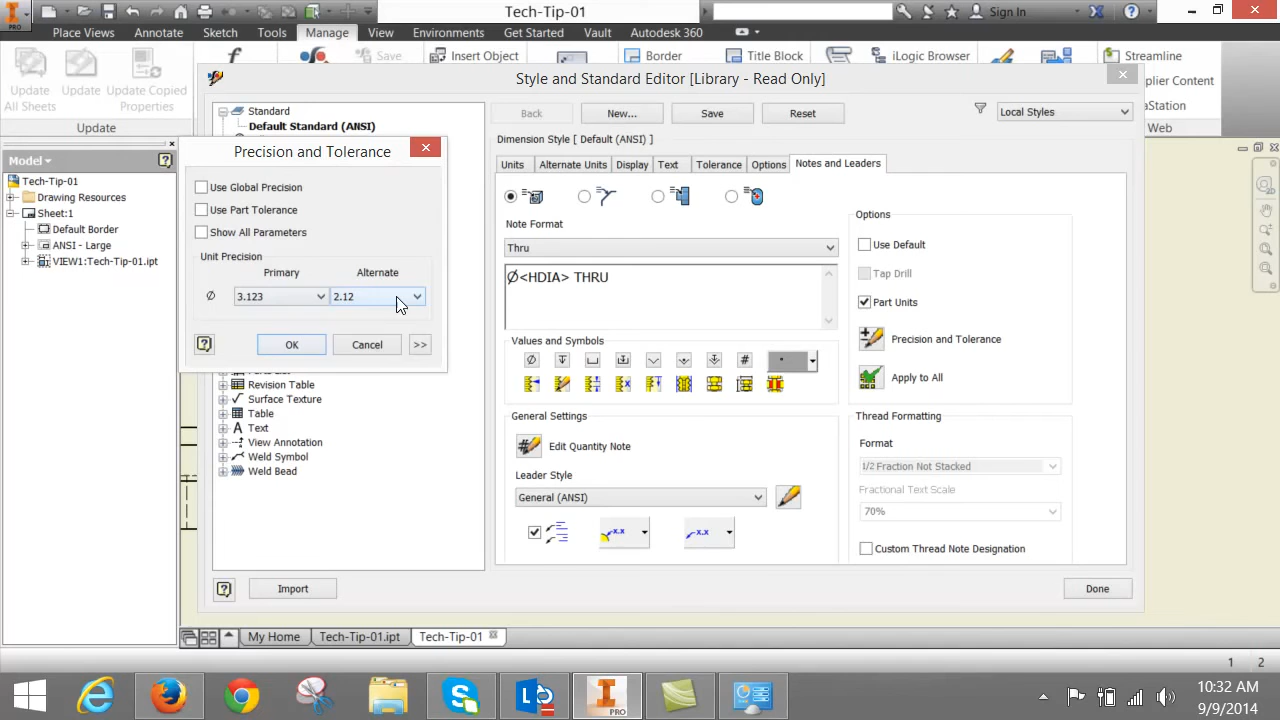 PRO
Tech-Tip-01
Sign In
Place Views
Annotate
Sketch
Tools
Manage
View
Environments
Get Started
Vault
Autodesk 360
Update
All Sheets
Update
Update Copied
Properties
Save
Insert Object
Border
Title Block
iLogic Browser
Streamline
plier Content
aStation
Update
Web
Style and Standard Editor [Library - Read Only]
Model
Tech-Tip-01
Drawing Resources
Sheet:1
Default Border
ANSI - Large
VIEW1:Tech-Tip-01.ipt
Standard
Default Standard (ANSI)
Back
New...
Save
Reset
Local Styles
Dimension Style [ Default (ANSI) ]
Units
Alternate Units
Display
Text
Tolerance
Options
Notes and Leaders
Precision and Tolerance
Use Global Precision
Use Part Tolerance
Show All Parameters
Unit Precision
Primary
Alternate
Ø
3.123
2.12
OK
Cancel
>>
Revision Table
Surface Texture
Table
Text
View Annotation
Weld Symbol
Weld Bead
Note Format
Thru
Ø<HDIA> THRU
Values and Symbols
General Settings
Edit Quantity Note
Leader Style
General (ANSI)
x.x
x.x
Options
Use Default
Tap Drill
Part Units
Precision and Tolerance
Apply to All
Thread Formatting
Format
1/2 Fraction Not Stacked
Fractional Text Scale
70%
Custom Thread Note Designation
Import
Done
My Home
Tech-Tip-01.ipt
Tech-Tip-01
1
2
PRO
10:32 AM
9/9/2014